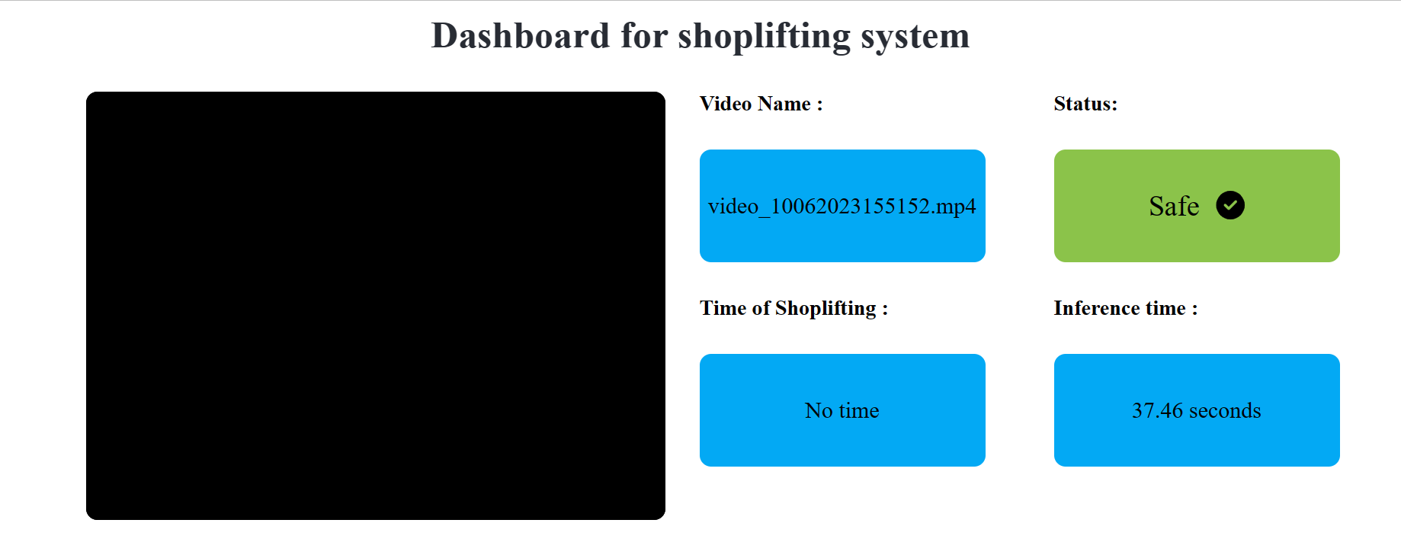 Dashboard for shoplifting system
Video Name :
video_10062023155152.mp4
Status:
Safe
Time of Shoplifting :
No time
Inference time :
37.46 seconds